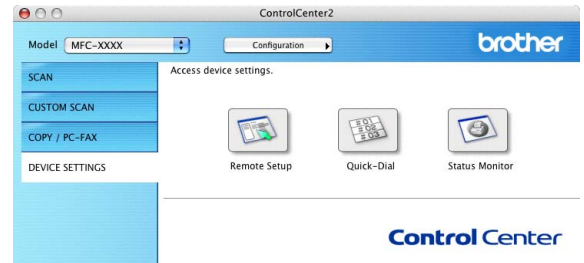 ControlCenter2
Model MFC-XXXX Configuration
brother
SCAN
CUSTOM SCAN
COPY / PC-FAX
DEVICE SETTINGS
Access device settings.
Remote Setup Quick-Dial Status Monitor
Control Center